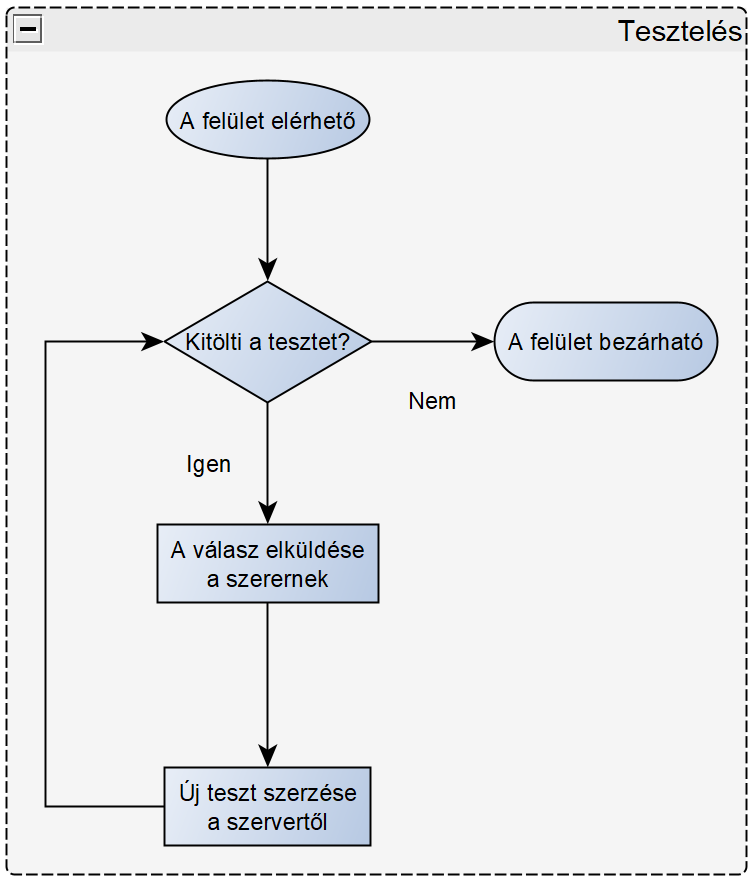 Tesztelés
A felület elérhető
Kitölti a tesztet?
A felület bezárható
Nem
Igen
A válasz elküldése
a szerernek
Új teszt szerzése
a szervertől